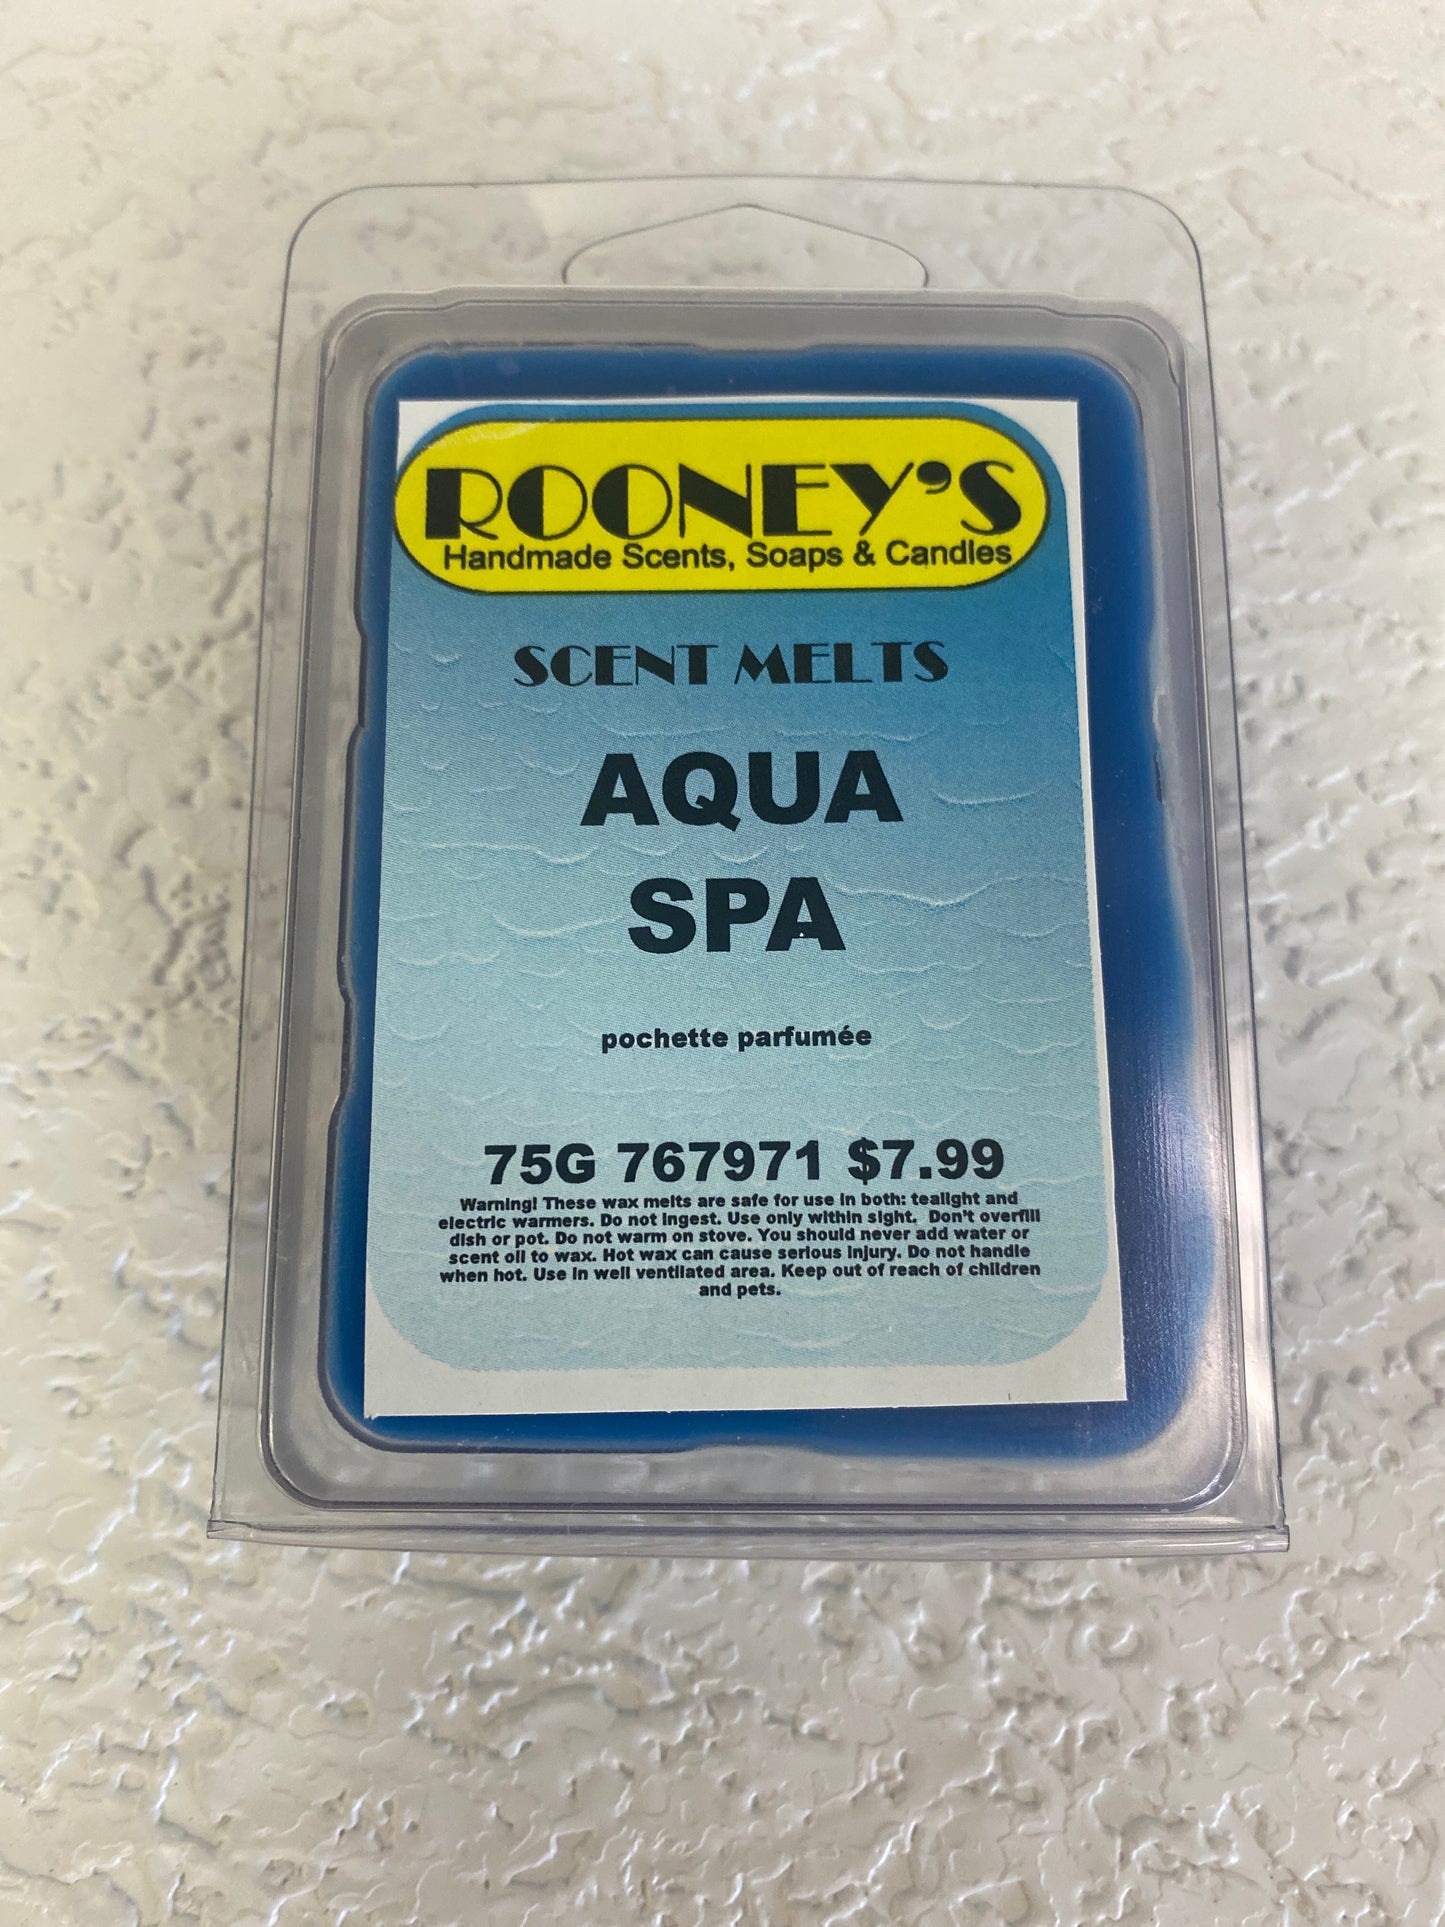 ROONEY'S
Handmade Scents, Soaps & Candles
SCENT MELTS
AQUA
SPA
pochette parfumée
75G 767971 $7.99
Warning! These wax melts are safe for use in both: tealight and
electric warmers. Do not ingest. Use only within sight. Don't overfill
dish or pot. Do not warm on stove. You should never add water or
scent oil to wax. Hot wax can cause serious injury. Do not handle
when hot. Use in well ventilated area. Keep out of reach of children
and pets.